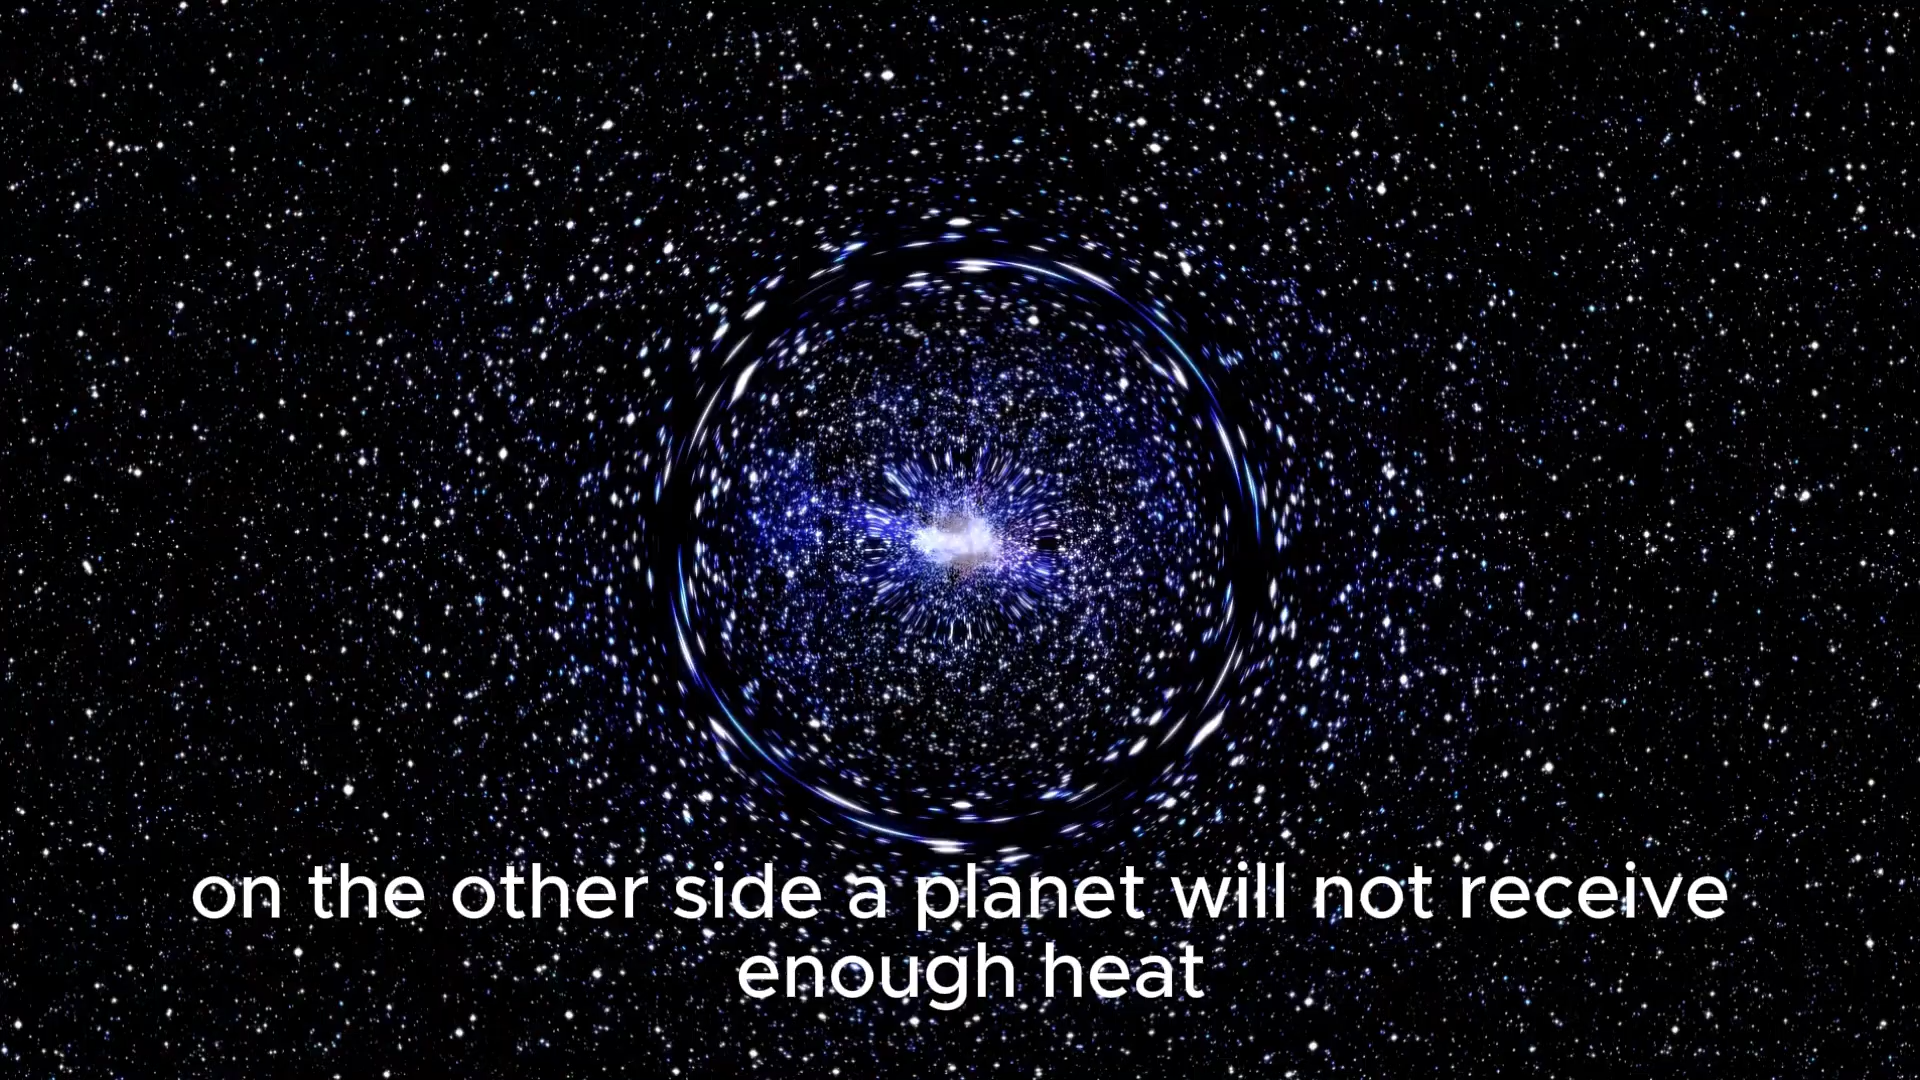 on the other side a planet will not receive
enough heat